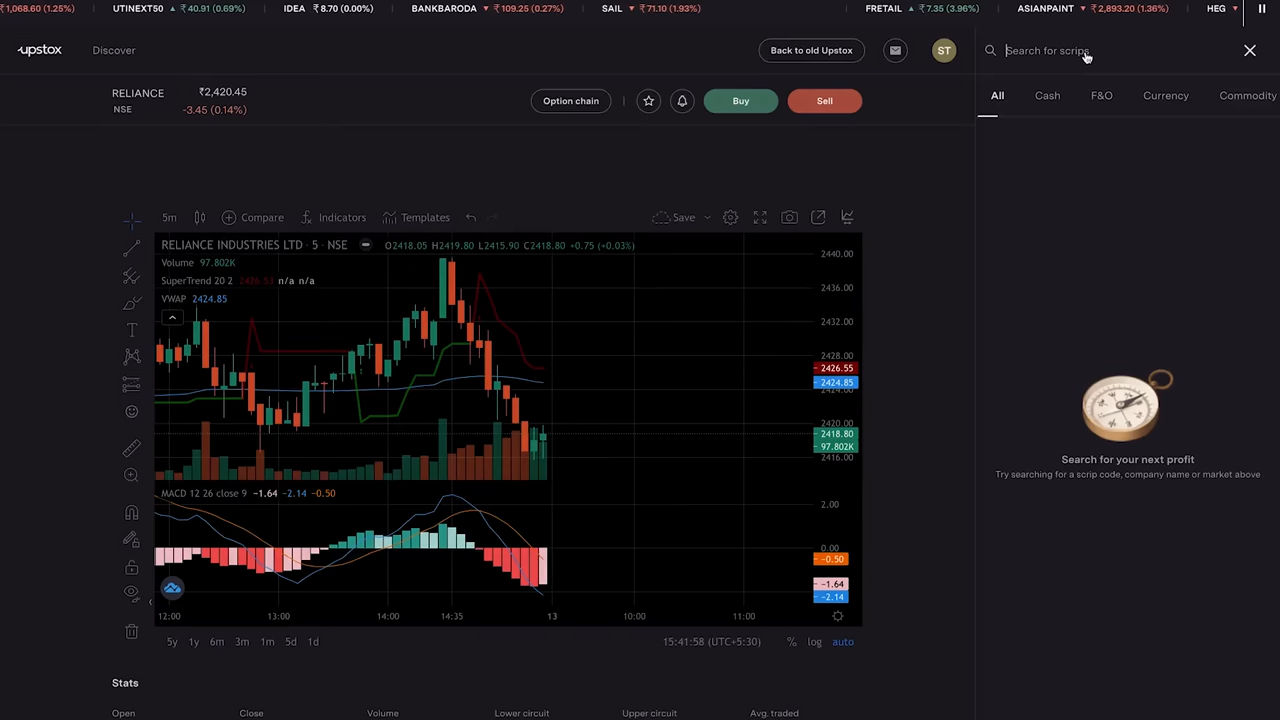 ₹1,068.60 (1.25%) UTINEXT50 ▲ ₹40.91 (0.69%) IDEA ₹8.70 (0.00%) BANKBARODA ▼ ₹109.25 (0.27%) SAIL ▼ ₹71.10 (1.93%) FRETAIL ▲ ₹7.35 (3.96%) ASIANPAINT ▼ ₹2,893.20 (1.36%) HEG ▼
upstox Discover Back to old Upstox ST Search for scrips
RELIANCE ₹2,420.45
NSE -3.45 (0.14%)
Option chain Buy Sell
All Cash F&O Currency Commodity
5m Compare Indicators Templates Save
RELIANCE INDUSTRIES LTD · 5 · NSE O2418.05 H2419.80 L2415.90 C2418.80 +0.75 (+0.03%)
Volume 97.802K
SuperTrend 20 2 2426.53 n/a n/a
VWAP 2424.85
2440.00
2436.00
2432.00
2428.00
2426.55
2424.85
2420.00
2418.80
97.802K
2416.00
MACD 12 26 close 9 −1.64 −2.14 −0.50
2.00
0.00
−0.50
−1.64
−2.14
12:00 13:00 14:00 14:35 13 10:00 11:00
5y 1y 6m 3m 1m 5d 1d 15:41:58 (UTC+5:30) % log auto
Search for your next profit
Try searching for a scrip code, company name or market above
Stats
Open Close Volume Lower circuit Upper circuit Avg. traded